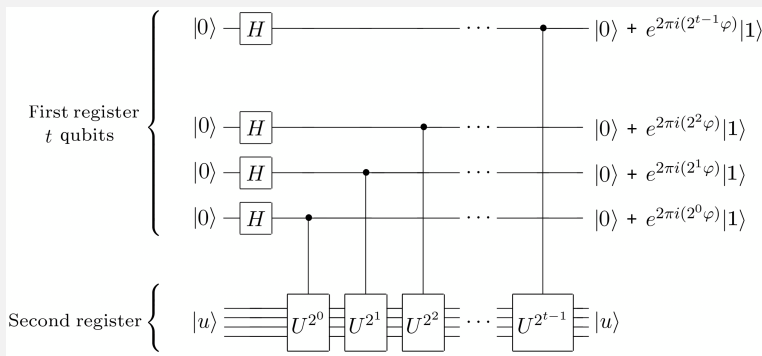 |0⟩ H ··· |0⟩ + e^{2πi(2^{t−1}φ)}|1⟩
First register
t qubits
|0⟩ H ··· |0⟩ + e^{2πi(2^2φ)}|1⟩
|0⟩ H ··· |0⟩ + e^{2πi(2^1φ)}|1⟩
|0⟩ H ··· |0⟩ + e^{2πi(2^0φ)}|1⟩
Second register |u⟩ U^{2^0} U^{2^1} U^{2^2} ··· U^{2^{t−1}} |u⟩